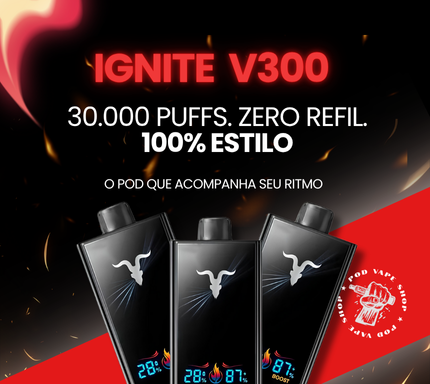 IGNITE V300
30.000 PUFFS. ZERO REFIL.
100% ESTILO
O POD QUE ACOMPANHA SEU RITMO
POD VAPE SHOP ★ POD VAPE SHOP ★
28%
28% 87%
87%
BOOST